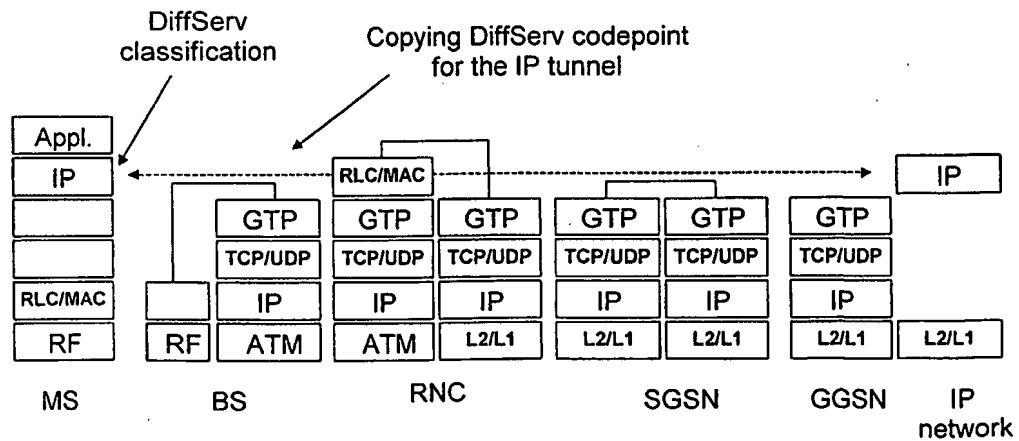 DiffServ
classification
Copying DiffServ codepoint
for the IP tunnel
Appl.
IP RLC/MAC IP
GTP GTP GTP GTP GTP GTP
TCP/UDP TCP/UDP TCP/UDP TCP/UDP TCP/UDP TCP/UDP
RLC/MAC IP IP IP IP IP IP
RF RF ATM ATM L2/L1 L2/L1 L2/L1 L2/L1 L2/L1
MS BS RNC SGSN GGSN IP
network